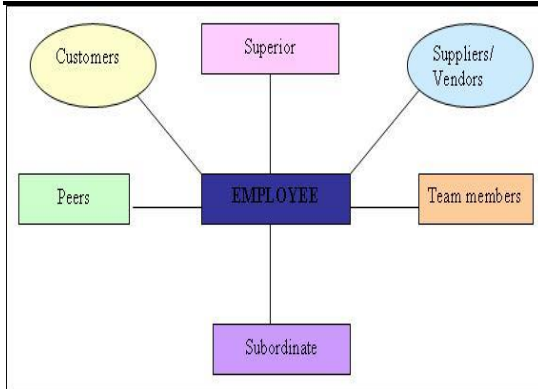 Customers
Superior
Suppliers/
Vendors
Peers
EMPLOYEE
Team members
Subordinate